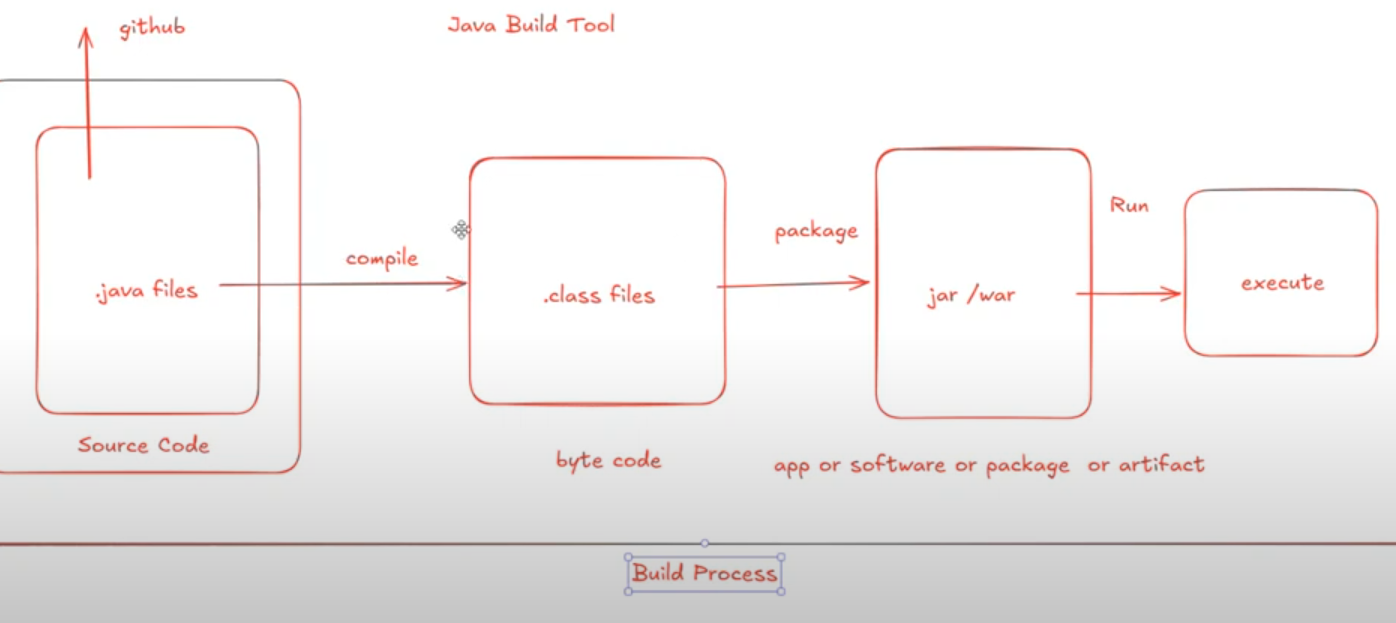 github
Java Build Tool
.java files
Source Code
compile
.class files
byte code
package
jar /war
app or software or package or artifact
Run
execute
Build Process